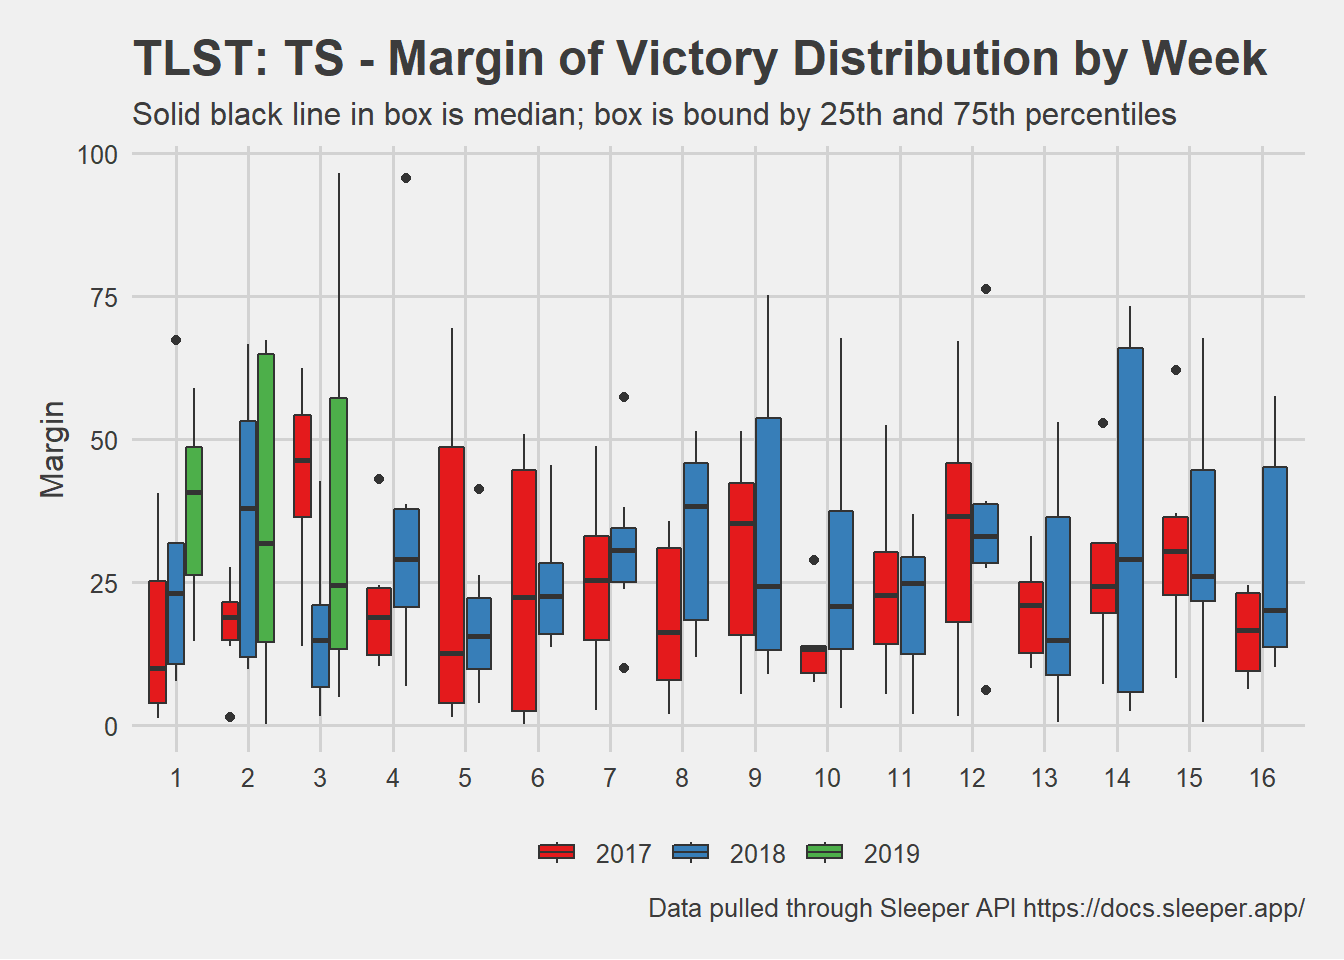 TLST: TS - Margin of Victory Distribution by Week
Solid black line in box is median; box is bound by 25th and 75th percentiles
100
75
50
25
0
Margin
1 2 3 4 5 6 7 8 9 10 11 12 13 14 15 16
2017 2018 2019
Data pulled through Sleeper API https://docs.sleeper.app/